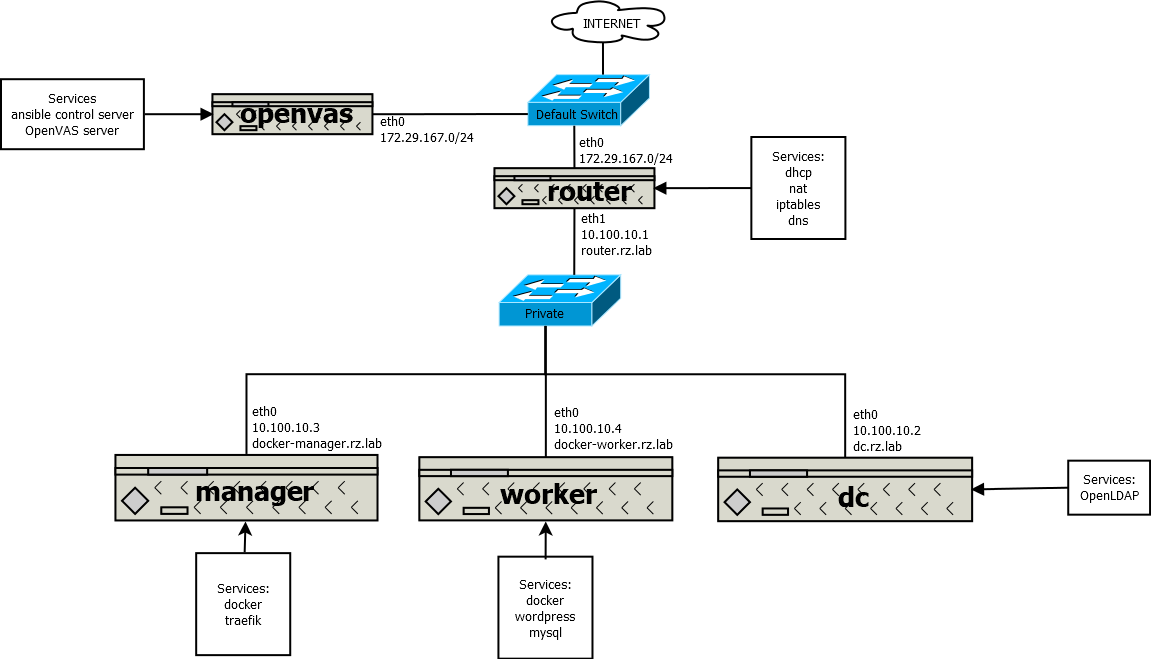 INTERNET
Services
ansible control server
OpenVAS server
openvas
eth0
172.29.167.0/24
Default Switch
eth0
172.29.167.0/24
router
Services:
dhcp
nat
iptables
dns
eth1
10.100.10.1
router.rz.lab
Private
eth0
10.100.10.3
docker-manager.rz.lab
eth0
10.100.10.4
docker-worker.rz.lab
eth0
10.100.10.2
dc.rz.lab
manager
worker
dc
Services:
OpenLDAP
Services:
docker
traefik
Services:
docker
wordpress
mysql